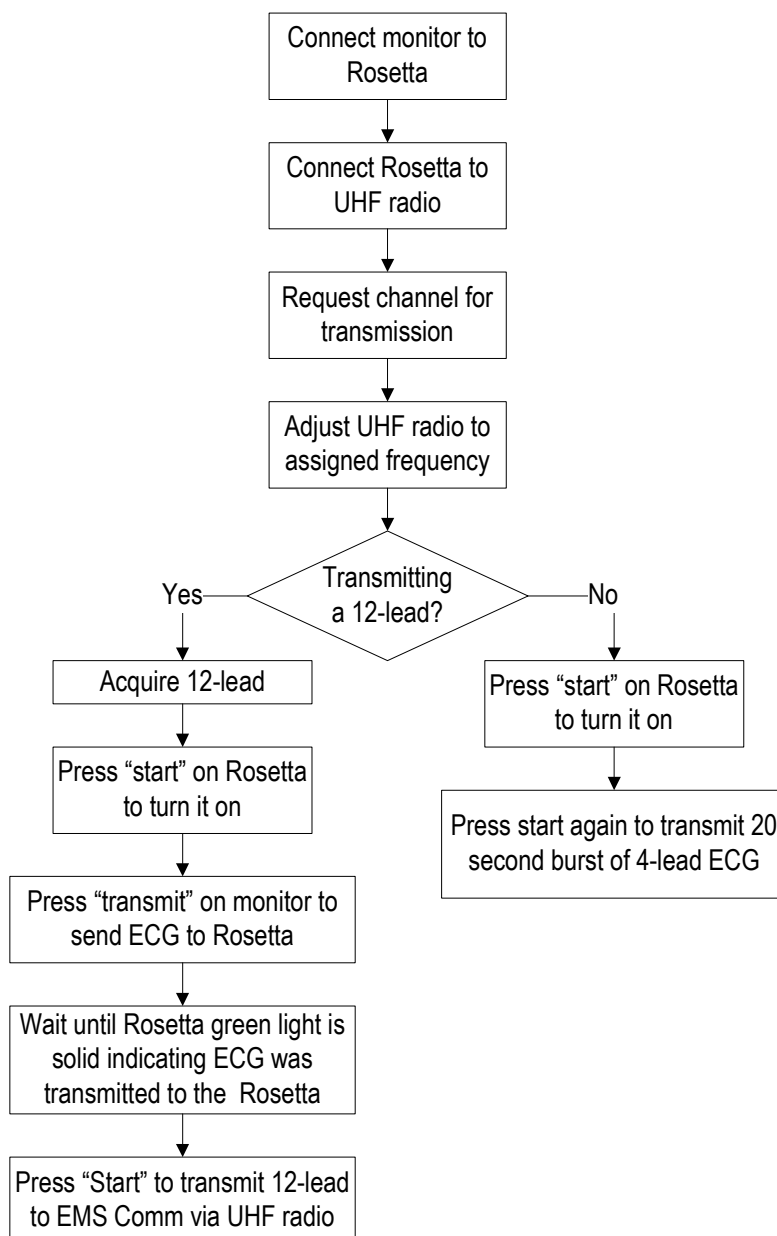 Connect monitor to
Rosetta
Connect Rosetta to
UHF radio
Request channel for
transmission
Adjust UHF radio to
assigned frequency
Transmitting
a 12-lead?
Yes
No
Acquire 12-lead
Press “start” on Rosetta
to turn it on
Press “transmit” on monitor to
send ECG to Rosetta
Wait until Rosetta green light is
solid indicating ECG was
transmitted to the Rosetta
Press “Start” to transmit 12-lead
to EMS Comm via UHF radio
Press “start” on Rosetta
to turn it on
Press start again to transmit 20
second burst of 4-lead ECG